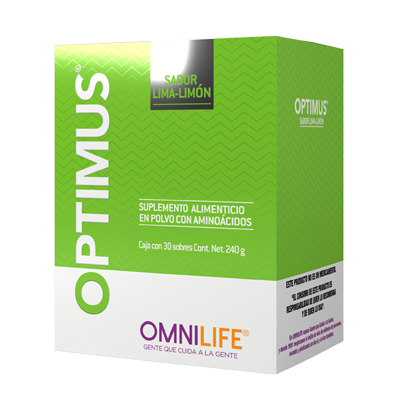 OPTIMUS®
SABOR
LIMA-LIMÓN
SUPLEMENTO ALIMENTICIO
EN POLVO CON AMINOÁCIDOS
Caja con 30 sobres Cont. Net. 240 g
OMNILIFE®
GENTE QUE CUIDA A LA GENTE
OPTIMUS®
SABOR LIMA-LIMÓN
ESTE PRODUCTO NO ES UN MEDICAMENTO.
"EL CONSUMO DE ESTE PRODUCTO ES
RESPONSABILIDAD DE QUIEN LO RECOMIENDA
Y DE QUIEN LO USA"